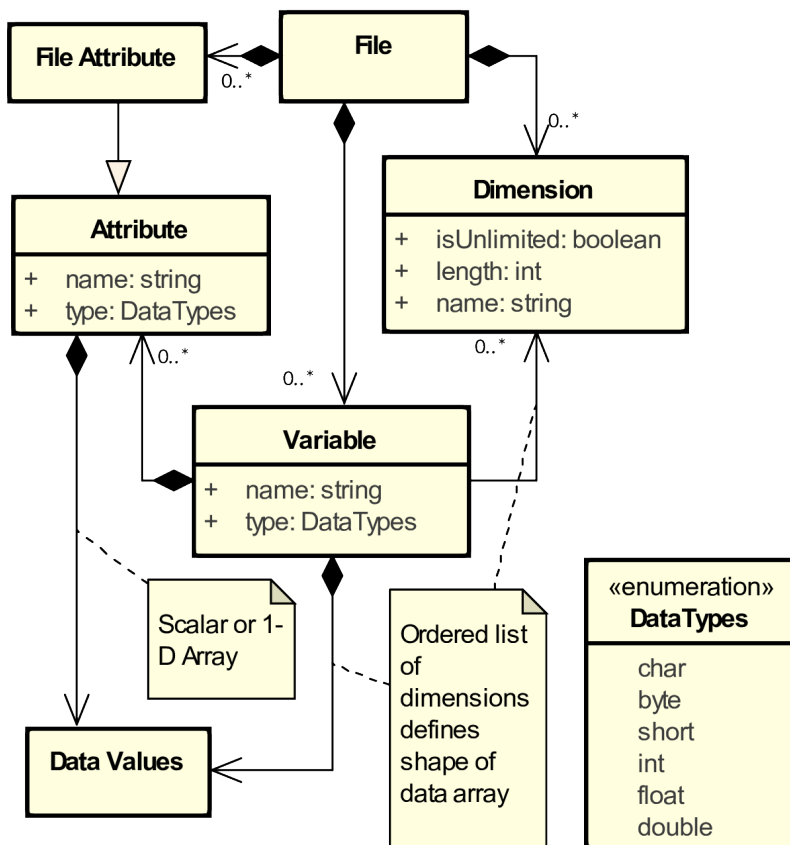 File Attribute
0..*
File
0..*
Dimension
+ isUnlimited: boolean
+ length: int
+ name: string
Attribute
+ name: string
+ type: DataTypes
0..*
0..*
0..*
Variable
+ name: string
+ type: DataTypes
Scalar or 1-
D Array
Ordered list
of
dimensions
defines
shape of
data array
Data Values
«enumeration»
DataTypes
char
byte
short
int
float
double